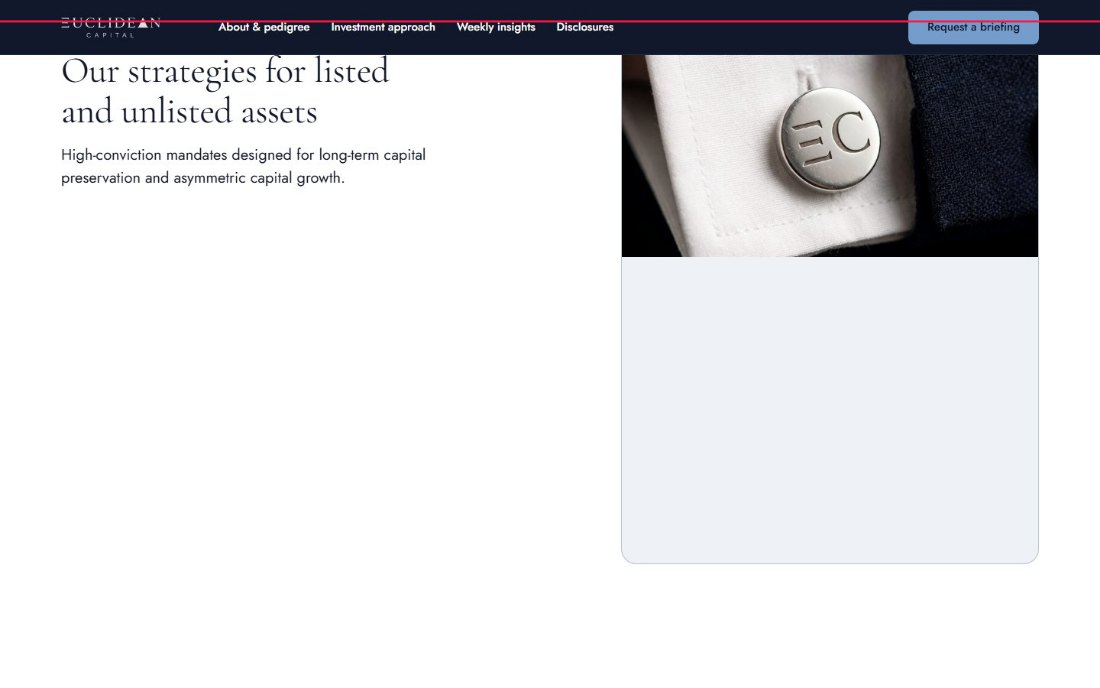 EUCLIDEAN
CAPITAL
About & pedigree
Investment approach
Weekly insights
Disclosures
Request a briefing
Our strategies for listed
and unlisted assets
High-conviction mandates designed for long-term capital
preservation and asymmetric capital growth.
ΞC